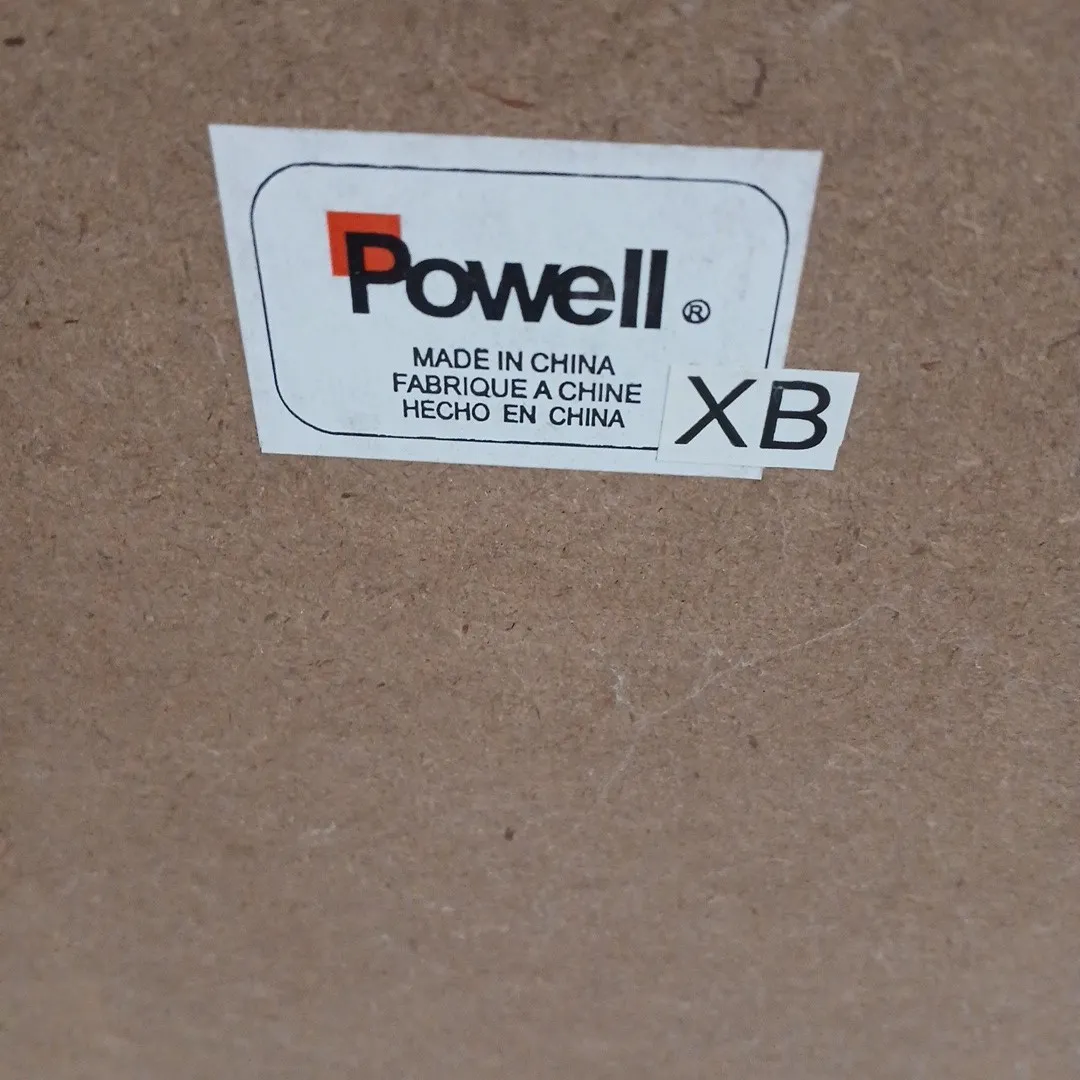 Powell®
MADE IN CHINA
FABRIQUE A CHINE
HECHO EN CHINA
XB